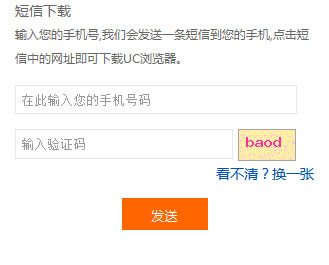 短信下载
输入您的手机号,我们会发送一条短信到您的手机,点击短
信中的网址即可下载UC浏览器。
在此输入您的手机号码
输入验证码
baod
看不清？换一张
发送